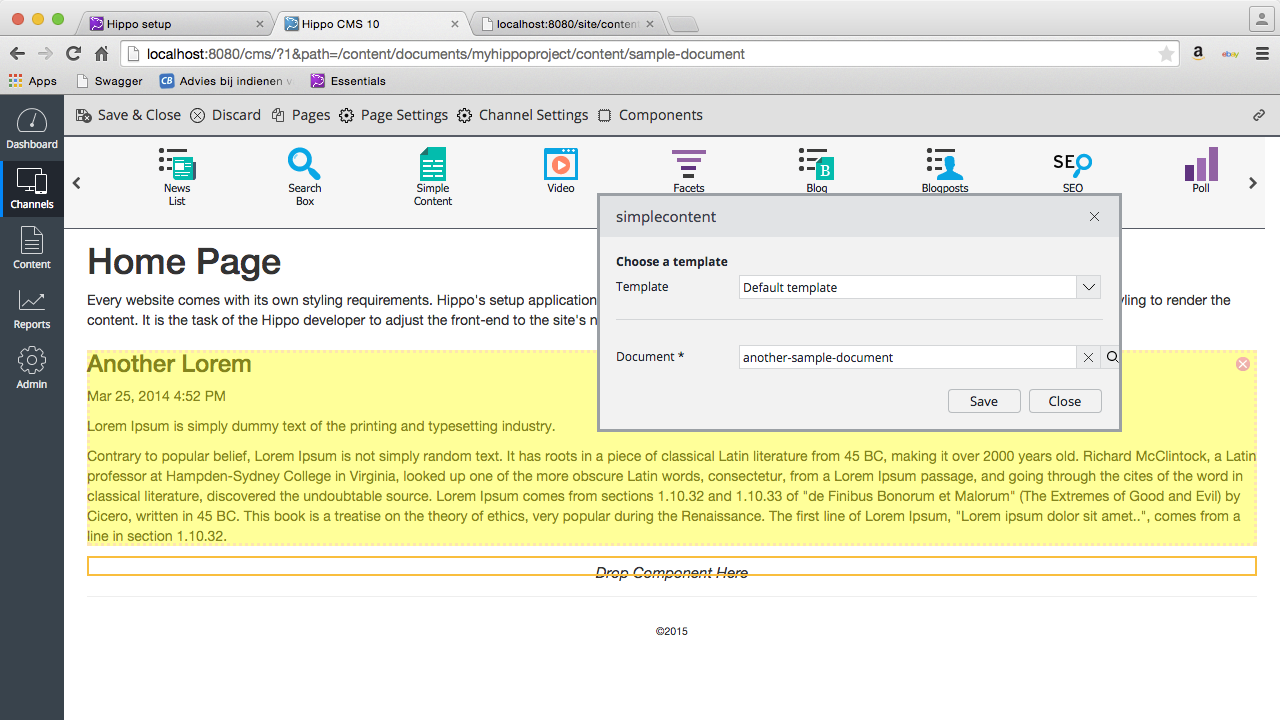 Hippo setup
Hippo CMS 10
localhost:8080/site/conten
localhost:8080/cms/?1&path=/content/documents/myhippoproject/content/sample-document
a
ebay
Apps
Swagger
CB
Advies bij indienen v
Essentials
Save & Close
Discard
Pages
Page Settings
Channel Settings
Components
Dashboard
Channels
Content
Reports
Admin
News
List
Search
Box
Simple
Content
Video
Facets
B
Blog
Blogposts
SEO
SEO
Poll
simplecontent
Choose a template
Template
Default template
Document *
another-sample-document
Save
Close
Home Page
Every website comes with its own styling requirements. Hippo's setup application
yling to render the
content. It is the task of the Hippo developer to adjust the front-end to the site's n
Another Lorem
Mar 25, 2014 4:52 PM
Lorem Ipsum is simply dummy text of the printing and typesetting industry.
Contrary to popular belief, Lorem Ipsum is not simply random text. It has roots in a piece of classical Latin literature from 45 BC, making it over 2000 years old. Richard McClintock, a Latin
professor at Hampden-Sydney College in Virginia, looked up one of the more obscure Latin words, consectetur, from a Lorem Ipsum passage, and going through the cites of the word in
classical literature, discovered the undoubtable source. Lorem Ipsum comes from sections 1.10.32 and 1.10.33 of "de Finibus Bonorum et Malorum" (The Extremes of Good and Evil) by
Cicero, written in 45 BC. This book is a treatise on the theory of ethics, very popular during the Renaissance. The first line of Lorem Ipsum, "Lorem ipsum dolor sit amet..", comes from a
line in section 1.10.32.
Drop Component Here
©2015